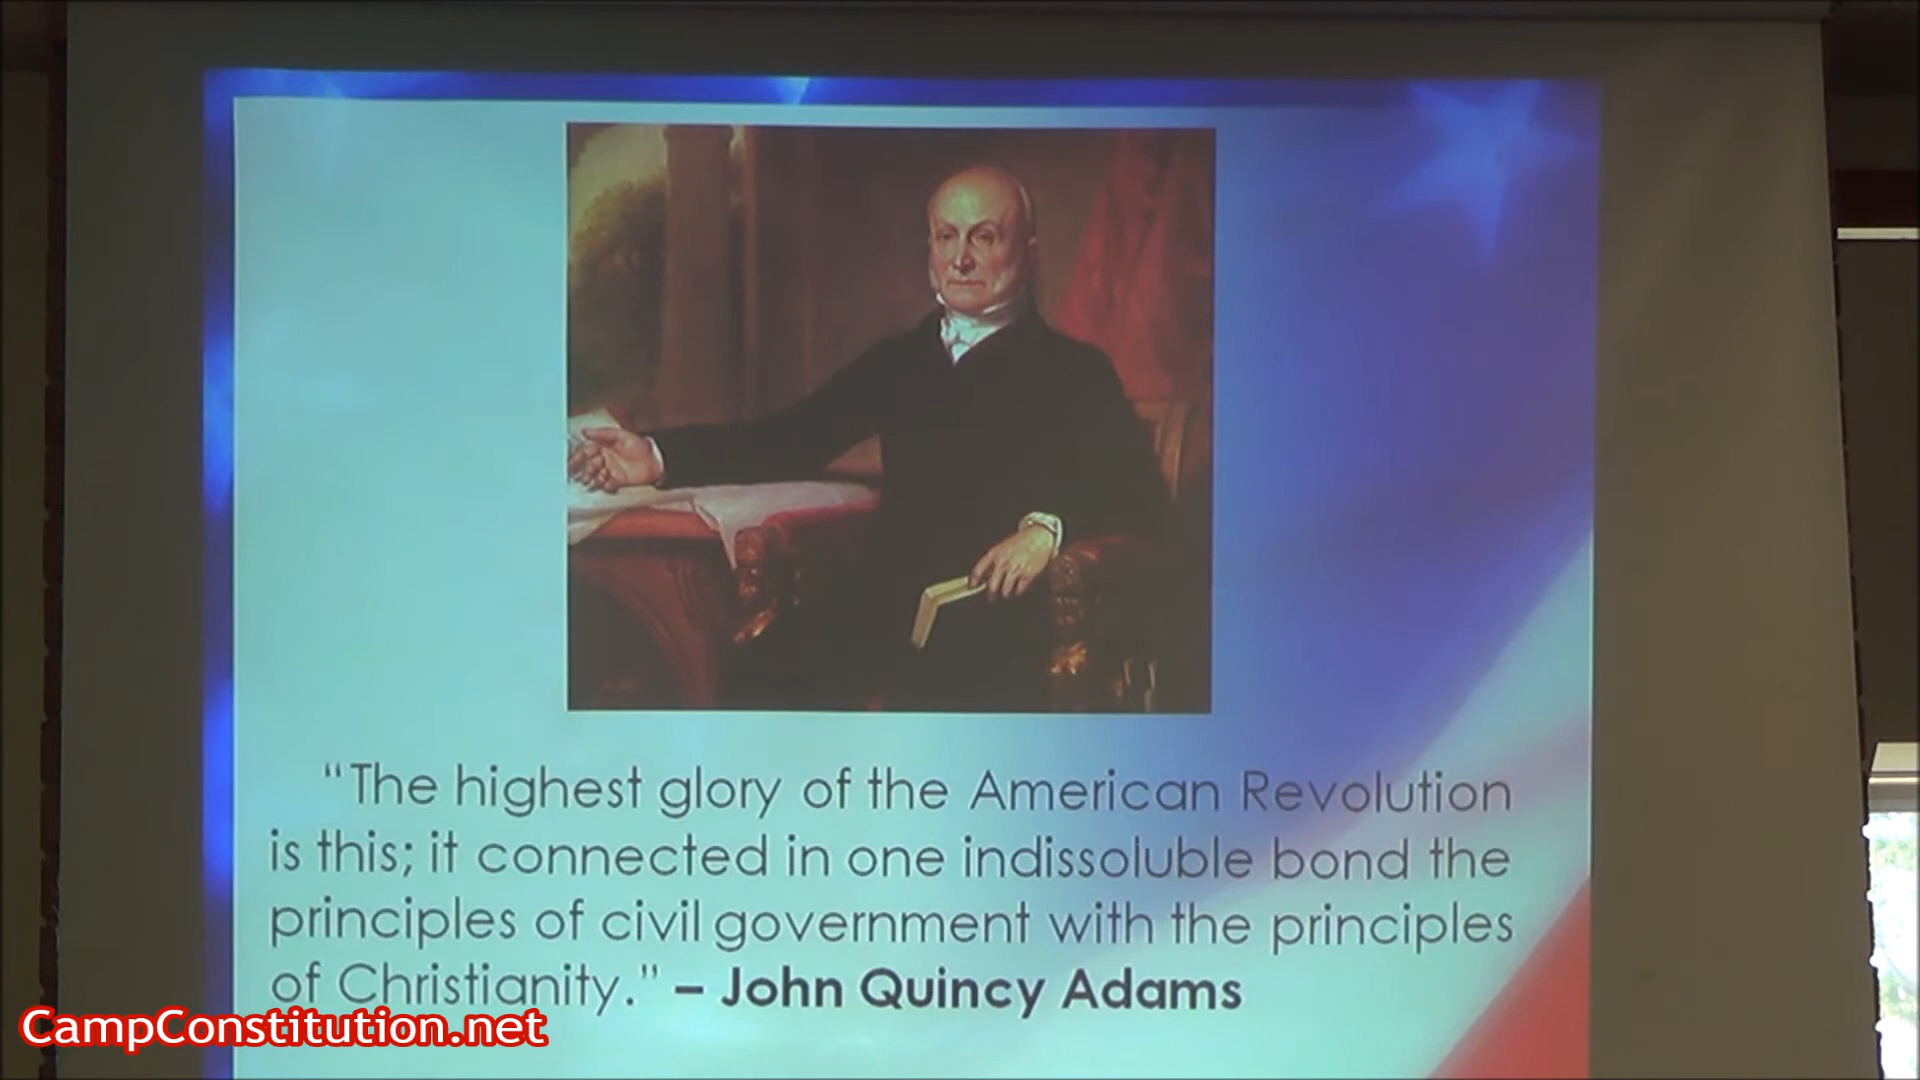 “The highest glory of the American Revolution
is this; it connected in one indissoluble bond the
principles of civil government with the principles
of Christianity.” – John Quincy Adams
CampConstitution.net